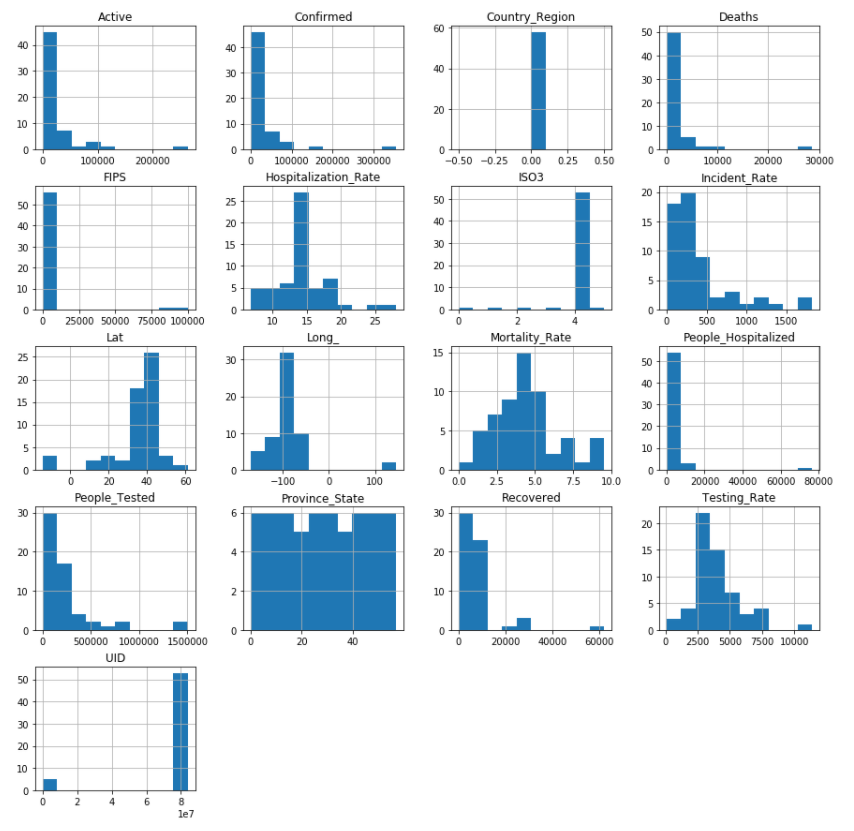 Active Confirmed Country_Region Deaths
40 40 60 50
30 30 40 40
20 20 20 30
10 10 0 20
0 0 10
0
0 100000 200000 0 100000 200000 300000 −0.50 −0.25 0.00 0.25 0.50 0 10000 20000 30000
FIPS Hospitalization_Rate ISO3 Incident_Rate
50 25 50 20
40 20 40 15
30 15 30 10
20 10 20 5
10 5 10 0
0 0 0
0 25000 50000 75000 100000 10 15 20 25 0 2 4 0 500 1000 1500
Lat Long_ Mortality_Rate People_Hospitalized
25 30 15 50
20 20 10 40
15 10 5 30
10 0 0 20
5 10
0 0
0 20 40 60 −100 0 100 0.0 2.5 5.0 7.5 10.0 0 20000 40000 60000 80000
People_Tested Province_State Recovered Testing_Rate
30 6 30 20
20 4 25 15
10 2 20 10
0 0 15 5
10 0
5
0
0 500000 1000000 1500000 0 20 40 0 20000 40000 60000 0 2500 5000 7500 10000
UID
50
40
30
20
10
0
0 2 4 6 8
1e7